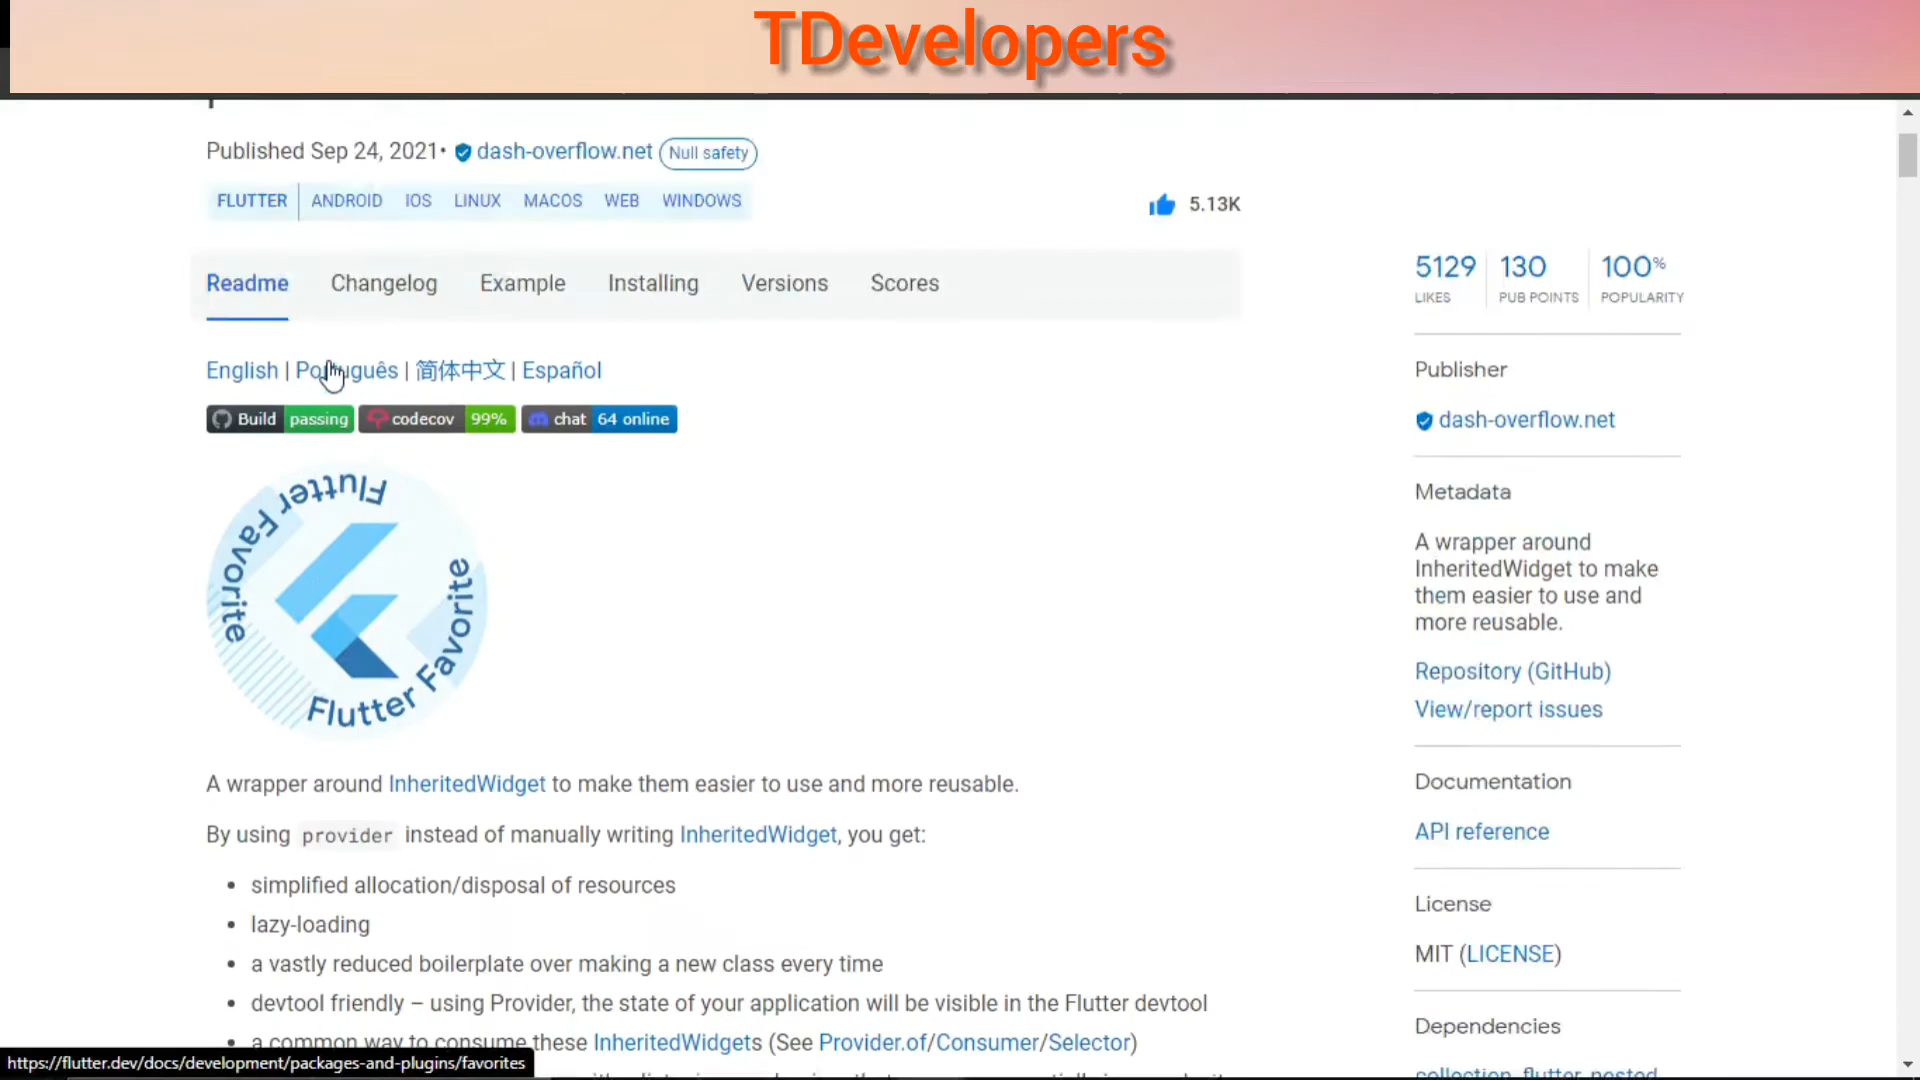 TDevelopers
Published Sep 24, 2021 • dash-overflow.net Null safety
FLUTTER ANDROID IOS LINUX MACOS WEB WINDOWS
5.13K
Readme Changelog Example Installing Versions Scores
English | Português | 简体中文 | Español
Build passing codecov 99% chat 64 online
Flutter Favorite
Flutter Favorite
A wrapper around InheritedWidget to make them easier to use and more reusable.
By using provider instead of manually writing InheritedWidget, you get:
• simplified allocation/disposal of resources
• lazy-loading
• a vastly reduced boilerplate over making a new class every time
• devtool friendly – using Provider, the state of your application will be visible in the Flutter devtool
• a common way to consume these InheritedWidgets (See Provider.of/Consumer/Selector)
https://flutter.dev/docs/development/packages-and-plugins/favorites
5129 130 100%
LIKES PUB POINTS POPULARITY
Publisher
dash-overflow.net
Metadata
A wrapper around
InheritedWidget to make
them easier to use and
more reusable.
Repository (GitHub)
View/report issues
Documentation
API reference
License
MIT (LICENSE)
Dependencies
collection, flutter, nested